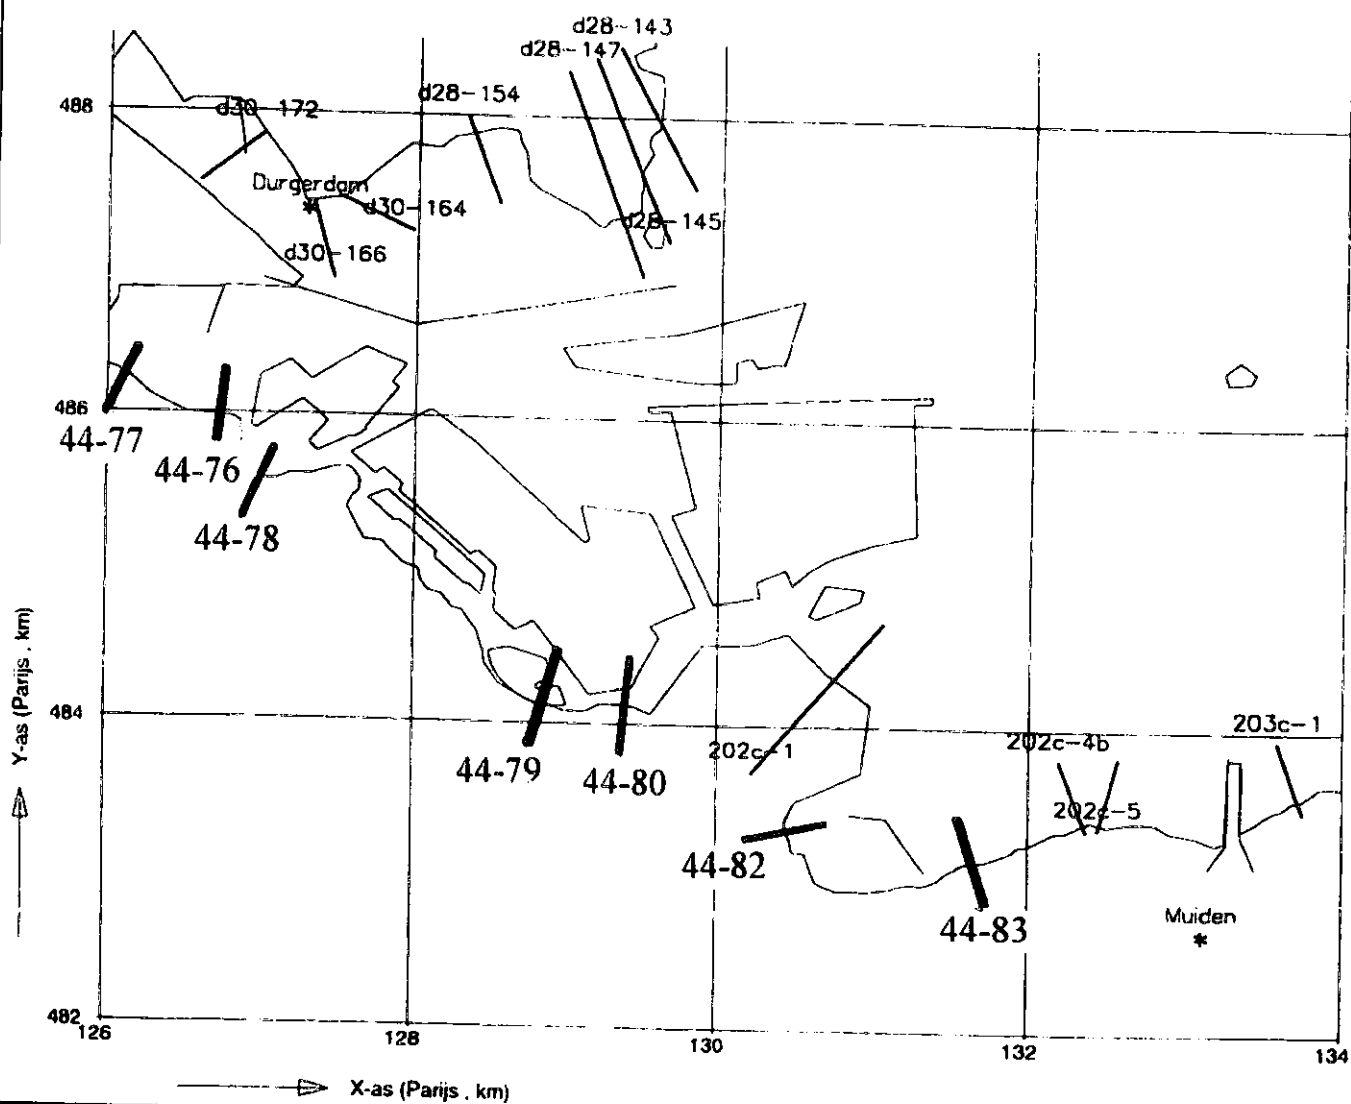 d28-143
d28-147
d28-154
488
d30-172
Durgerdam
*
d30-164
d28-145
d30-166
486
44-77
44-76
44-78
Y-as (Parijs . km)
484
203c-1
202c-4b
202c-1
44-79
44-80
202c-5
44-82
44-83
Muiden
*
482
126
128
130
132
134
X-as (Parijs . km)